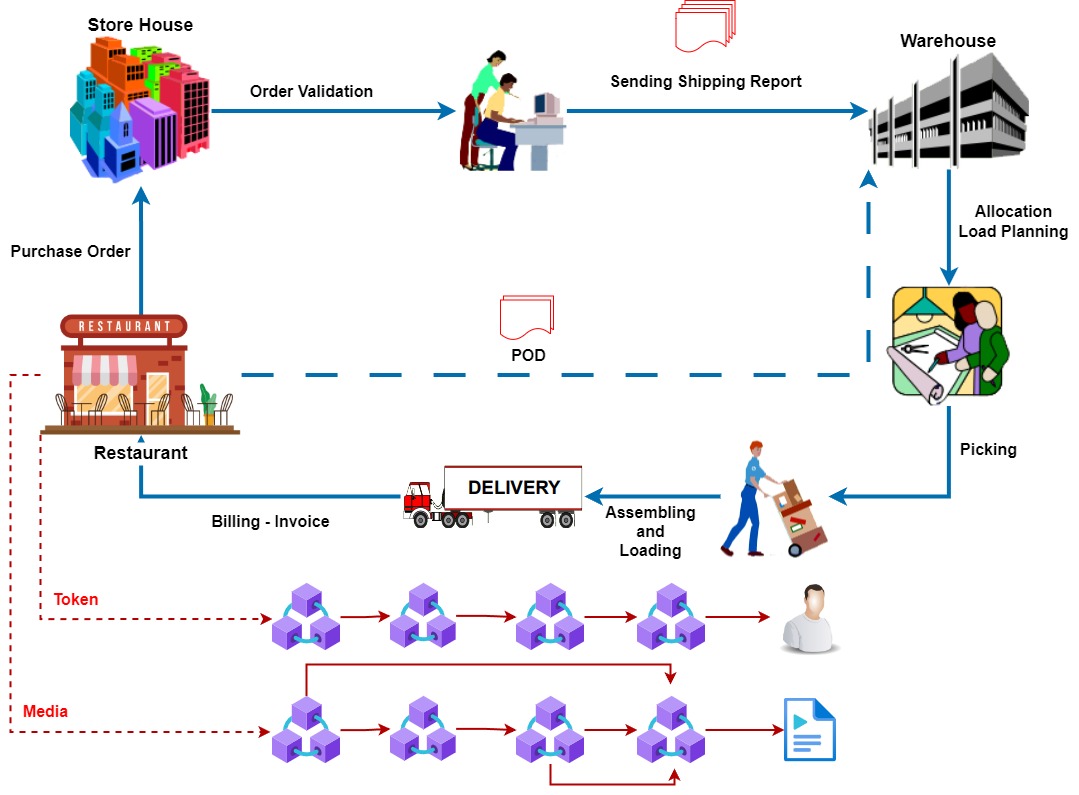 Store House
Warehouse
Order Validation
Sending Shipping Report
Allocation
Load Planning
Purchase Order
RESTAURANT
POD
Restaurant
Picking
DELIVERY
Assembling
and
Loading
Billing - Invoice
Token
Media